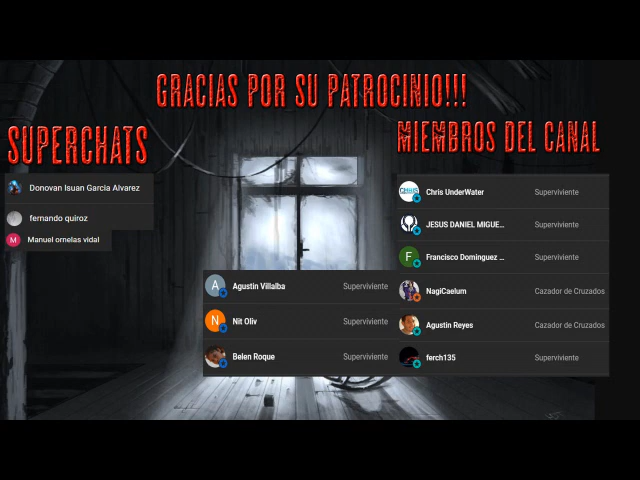 GRACIAS POR SU PATROCINIO!!!
SUPERCHATS
Donovan Isuan Garcia Alvarez
fernando quiroz
M Manuel ornelas vidal
MIEMBROS DEL CANAL
CHRIS Chris UnderWater Superviviente
JESUS DANIEL MIGUE... Superviviente
F Francisco Dominguez ... Superviviente
NagiCaelum Cazador de Cruzados
Agustin Reyes Cazador de Cruzados
ferch135 Superviviente
A Agustin Villalba Superviviente
N Nit Oliv Superviviente
Belen Roque Superviviente